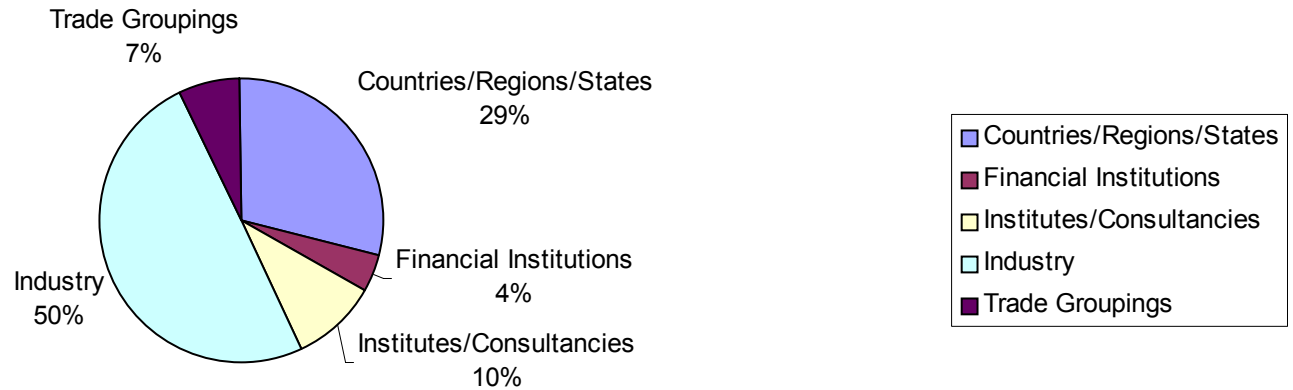 Trade Groupings
7%
Countries/Regions/States
29%
Financial Institutions
4%
Institutes/Consultancies
10%
Industry
50%
Countries/Regions/States
Financial Institutions
Institutes/Consultancies
Industry
Trade Groupings